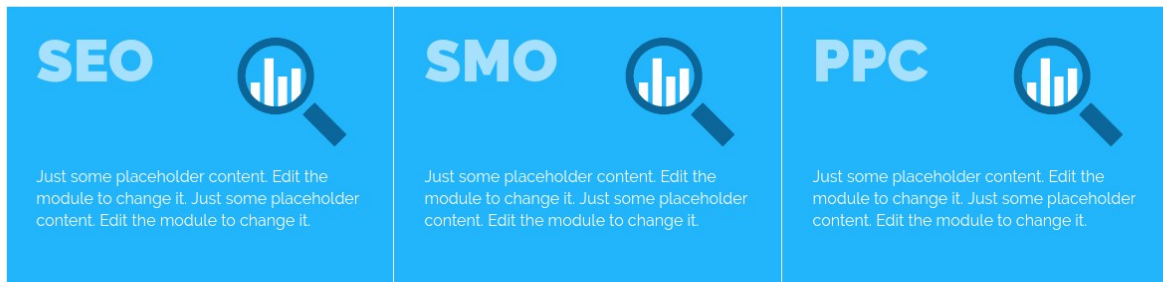 SEO
Just some placeholder content. Edit the
module to change it. Just some placeholder
content. Edit the module to change it.
SMO
Just some placeholder content. Edit the
module to change it. Just some placeholder
content. Edit the module to change it.
PPC
Just some placeholder content. Edit the
module to change it. Just some placeholder
content. Edit the module to change it.